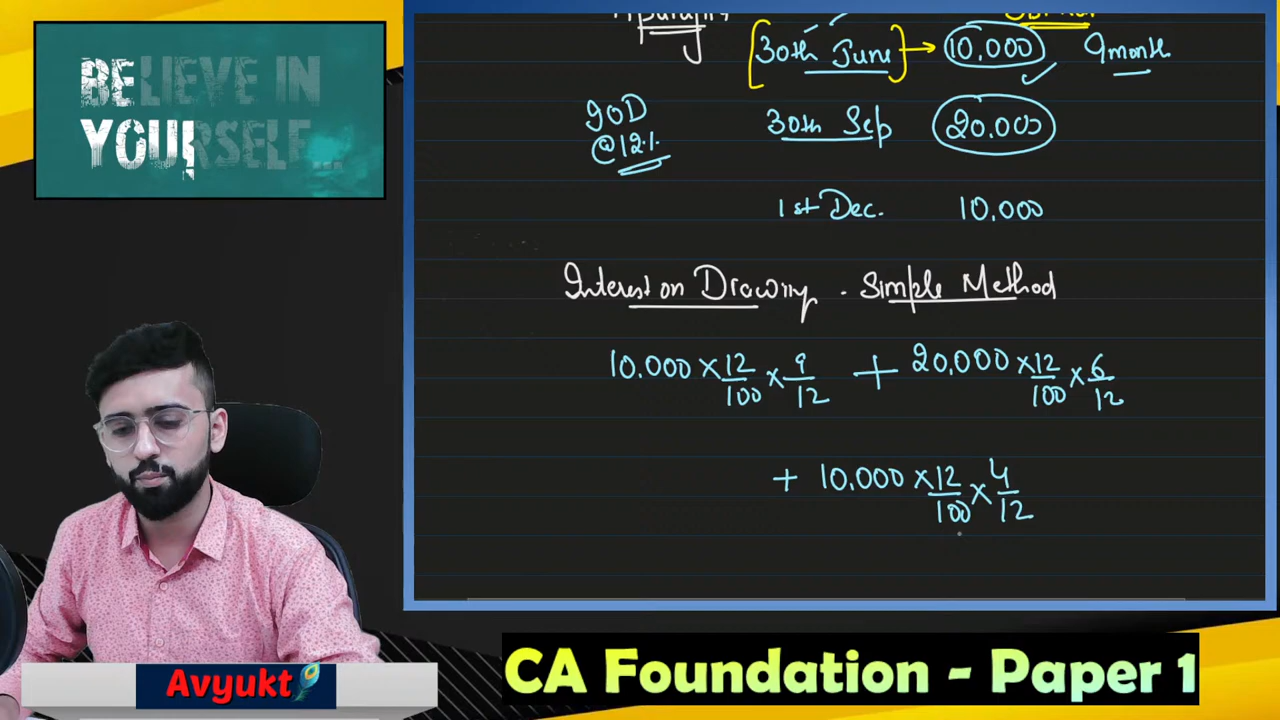 BELIEVE IN
YOURSELF...
30th June → 10,000 9month
IOD
@12%
30th Sep 20,000
1st Dec. 10,000
Interest on Drawing - Simple Method
10,000 × 12/100 × 9/12 + 20,000 × 12/100 × 6/12
+ 10,000 × 12/100 × 4/12
Avyukt
CA Foundation - Paper 1